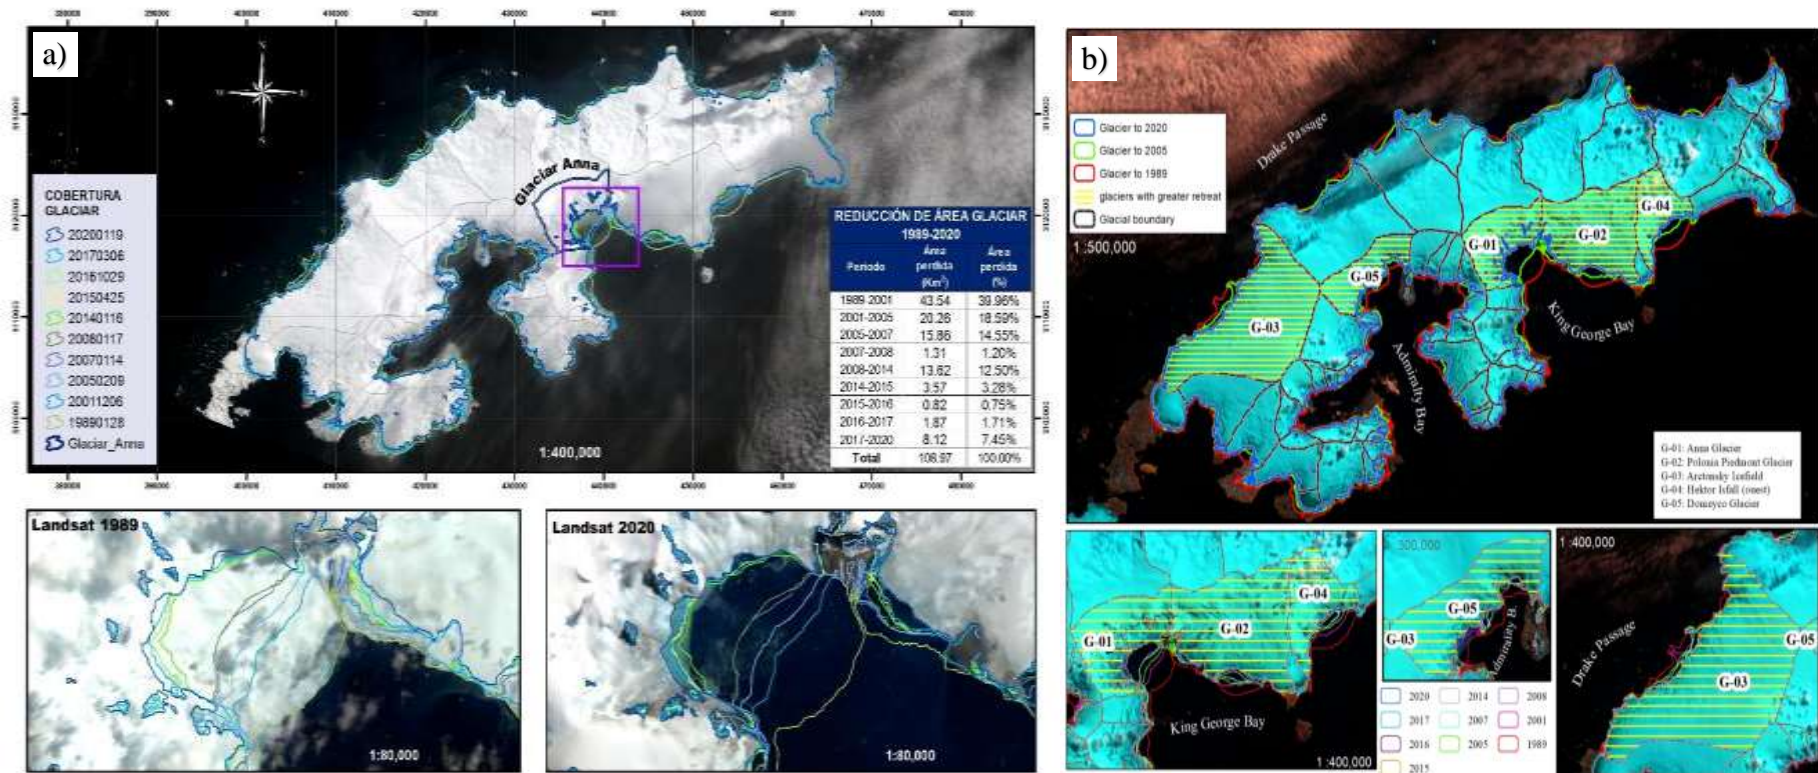 a)
Glaciar Anna
COBERTURA
GLACIAR
20200119
20170306
20161029
20150425
20140116
20080117
20070114
20050209
20011206
19890128
Glaciar_Anna
REDUCCIÓN DE ÁREA GLACIAR
1989-2020
Periodo Área perdida (Km²) Área perdida (%)
1989-2001 43.54 39.96%
2001-2005 20.26 18.59%
2005-2007 15.86 14.55%
2007-2008 1.31 1.20%
2008-2014 13.62 12.50%
2014-2015 3.57 3.28%
2015-2016 0.82 0.75%
2016-2017 1.87 1.71%
2017-2020 8.12 7.45%
Total 108.97 100.00%
1:400,000
Landsat 1989
1:80,000
Landsat 2020
1:80,000
b)
Glacier to 2020
Glacier to 2005
Glacier to 1989
glaciers with greater retreat
Glacial boundary
1 :500,000
Drake Passage
G-04
G-01
G-02
G-05
G-03
King George Bay
Admiralty Bay
G-01: Anna Glacier
G-02: Polonia Piedmont Glacier
G-03:
G-04: Hektor
G-05: Domeyco Glacier
G-04
G-01
G-02
King George Bay
1 :400,000
300,000
G-05
G-03
Admirality B.
2020 2014 2008
2017 2007 2001
2016 2005 1989
2015
1 :400,000
Drake Passage
G-05
G-03